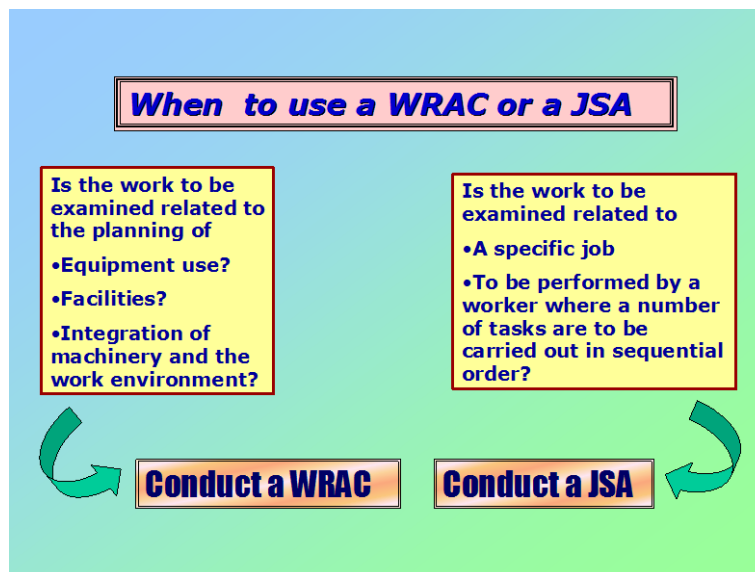 When to use a WRAC or a JSA
Is the work to be
examined related to
the planning of
•Equipment use?
•Facilities?
•Integration of
machinery and the
work environment?
Is the work to be
examined related to
•A specific job
•To be performed by a
worker where a number
of tasks are to be
carried out in sequential
order?
Conduct a WRAC
Conduct a JSA